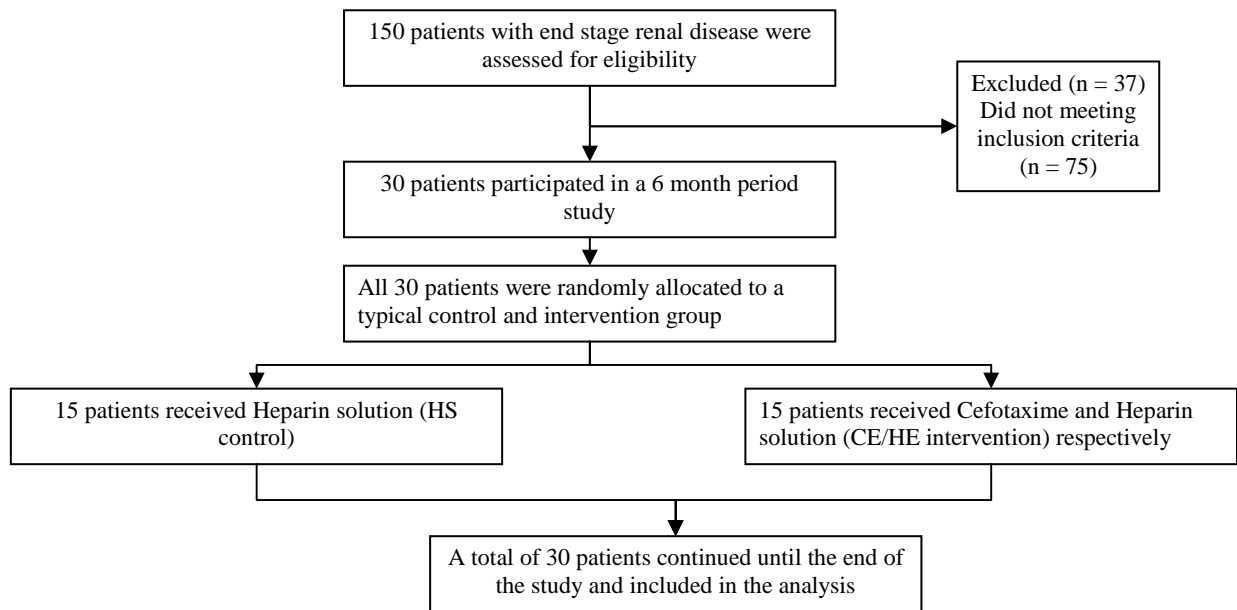 150 patients with end stage renal disease were
assessed for eligibility
Excluded (n = 37)
Did not meeting
inclusion criteria
(n = 75)
30 patients participated in a 6 month period
study
All 30 patients were randomly allocated to a
typical control and intervention group
15 patients received Heparin solution (HS
control)
15 patients received Cefotaxime and Heparin
solution (CE/HE intervention) respectively
A total of 30 patients continued until the end of
the study and included in the analysis